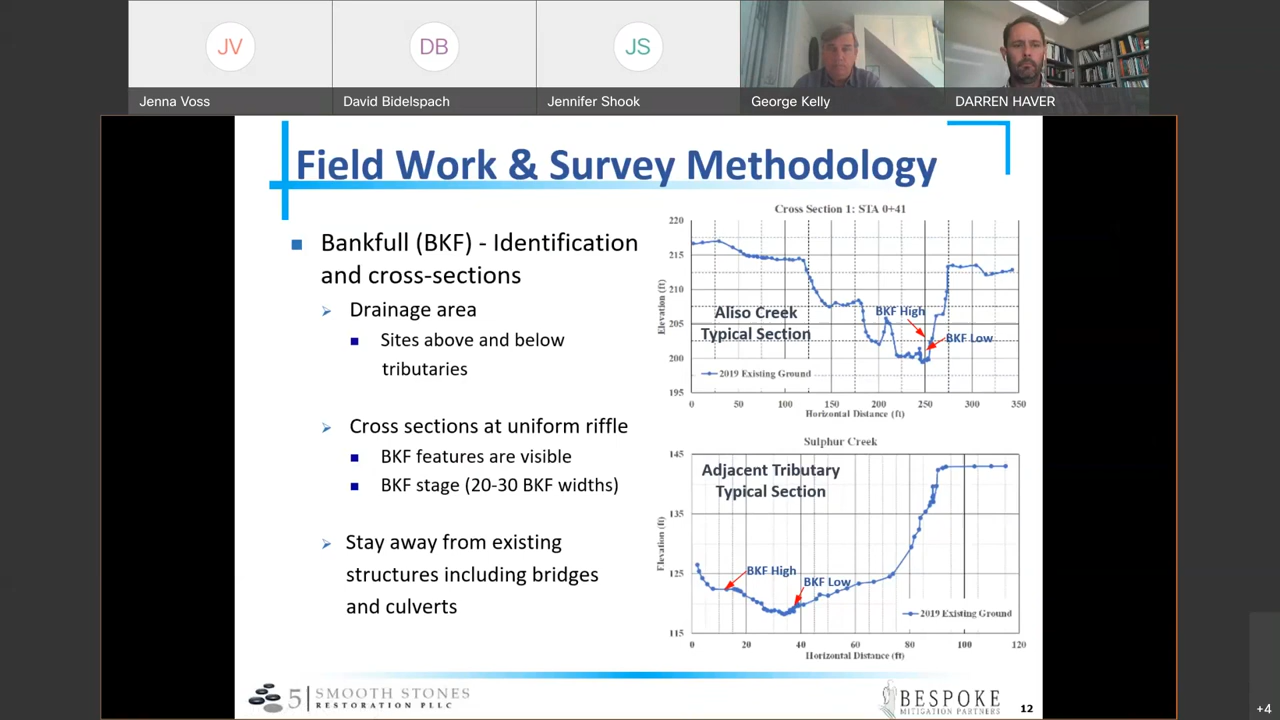 JV
DB
JS
Jenna Voss
David Bidelspach
Jennifer Shook
George Kelly
DARREN HAVER
Field Work & Survey Methodology
Bankfull (BKF) - Identification
and cross-sections
Drainage area
Sites above and below
tributaries
Cross sections at uniform riffle
BKF features are visible
BKF stage (20-30 BKF widths)
Stay away from existing
structures including bridges
and culverts
Cross Section 1: STA 0+41
220
215
210
205
200
195
Elevation (ft)
Aliso Creek
Typical Section
BKF High
BKF Low
2019 Existing Ground
0 50 100 150 200 250 300 350
Horizontal Distance (ft)
Sulphur Creek
145
135
125
115
Elevation (ft)
Adjacent Tributary
Typical Section
BKF High
BKF Low
2019 Existing Ground
0 20 40 60 80 100 120
Horizontal Distance (ft)
5 SMOOTH STONES
RESTORATION PLLC
BESPOKE
MITIGATION PARTNERS
12
+4